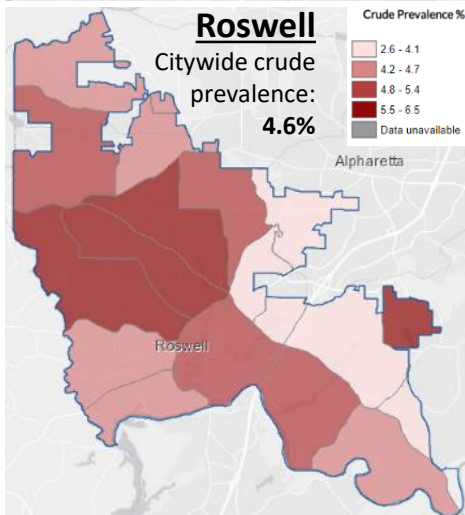 Roswell
Citywide crude
prevalence:
4.6%
Crude Prevalence %
2.6 - 4.1
4.2 - 4.7
4.8 - 5.4
5.5 - 6.5
Data unavailable
Alpharetta
Roswell